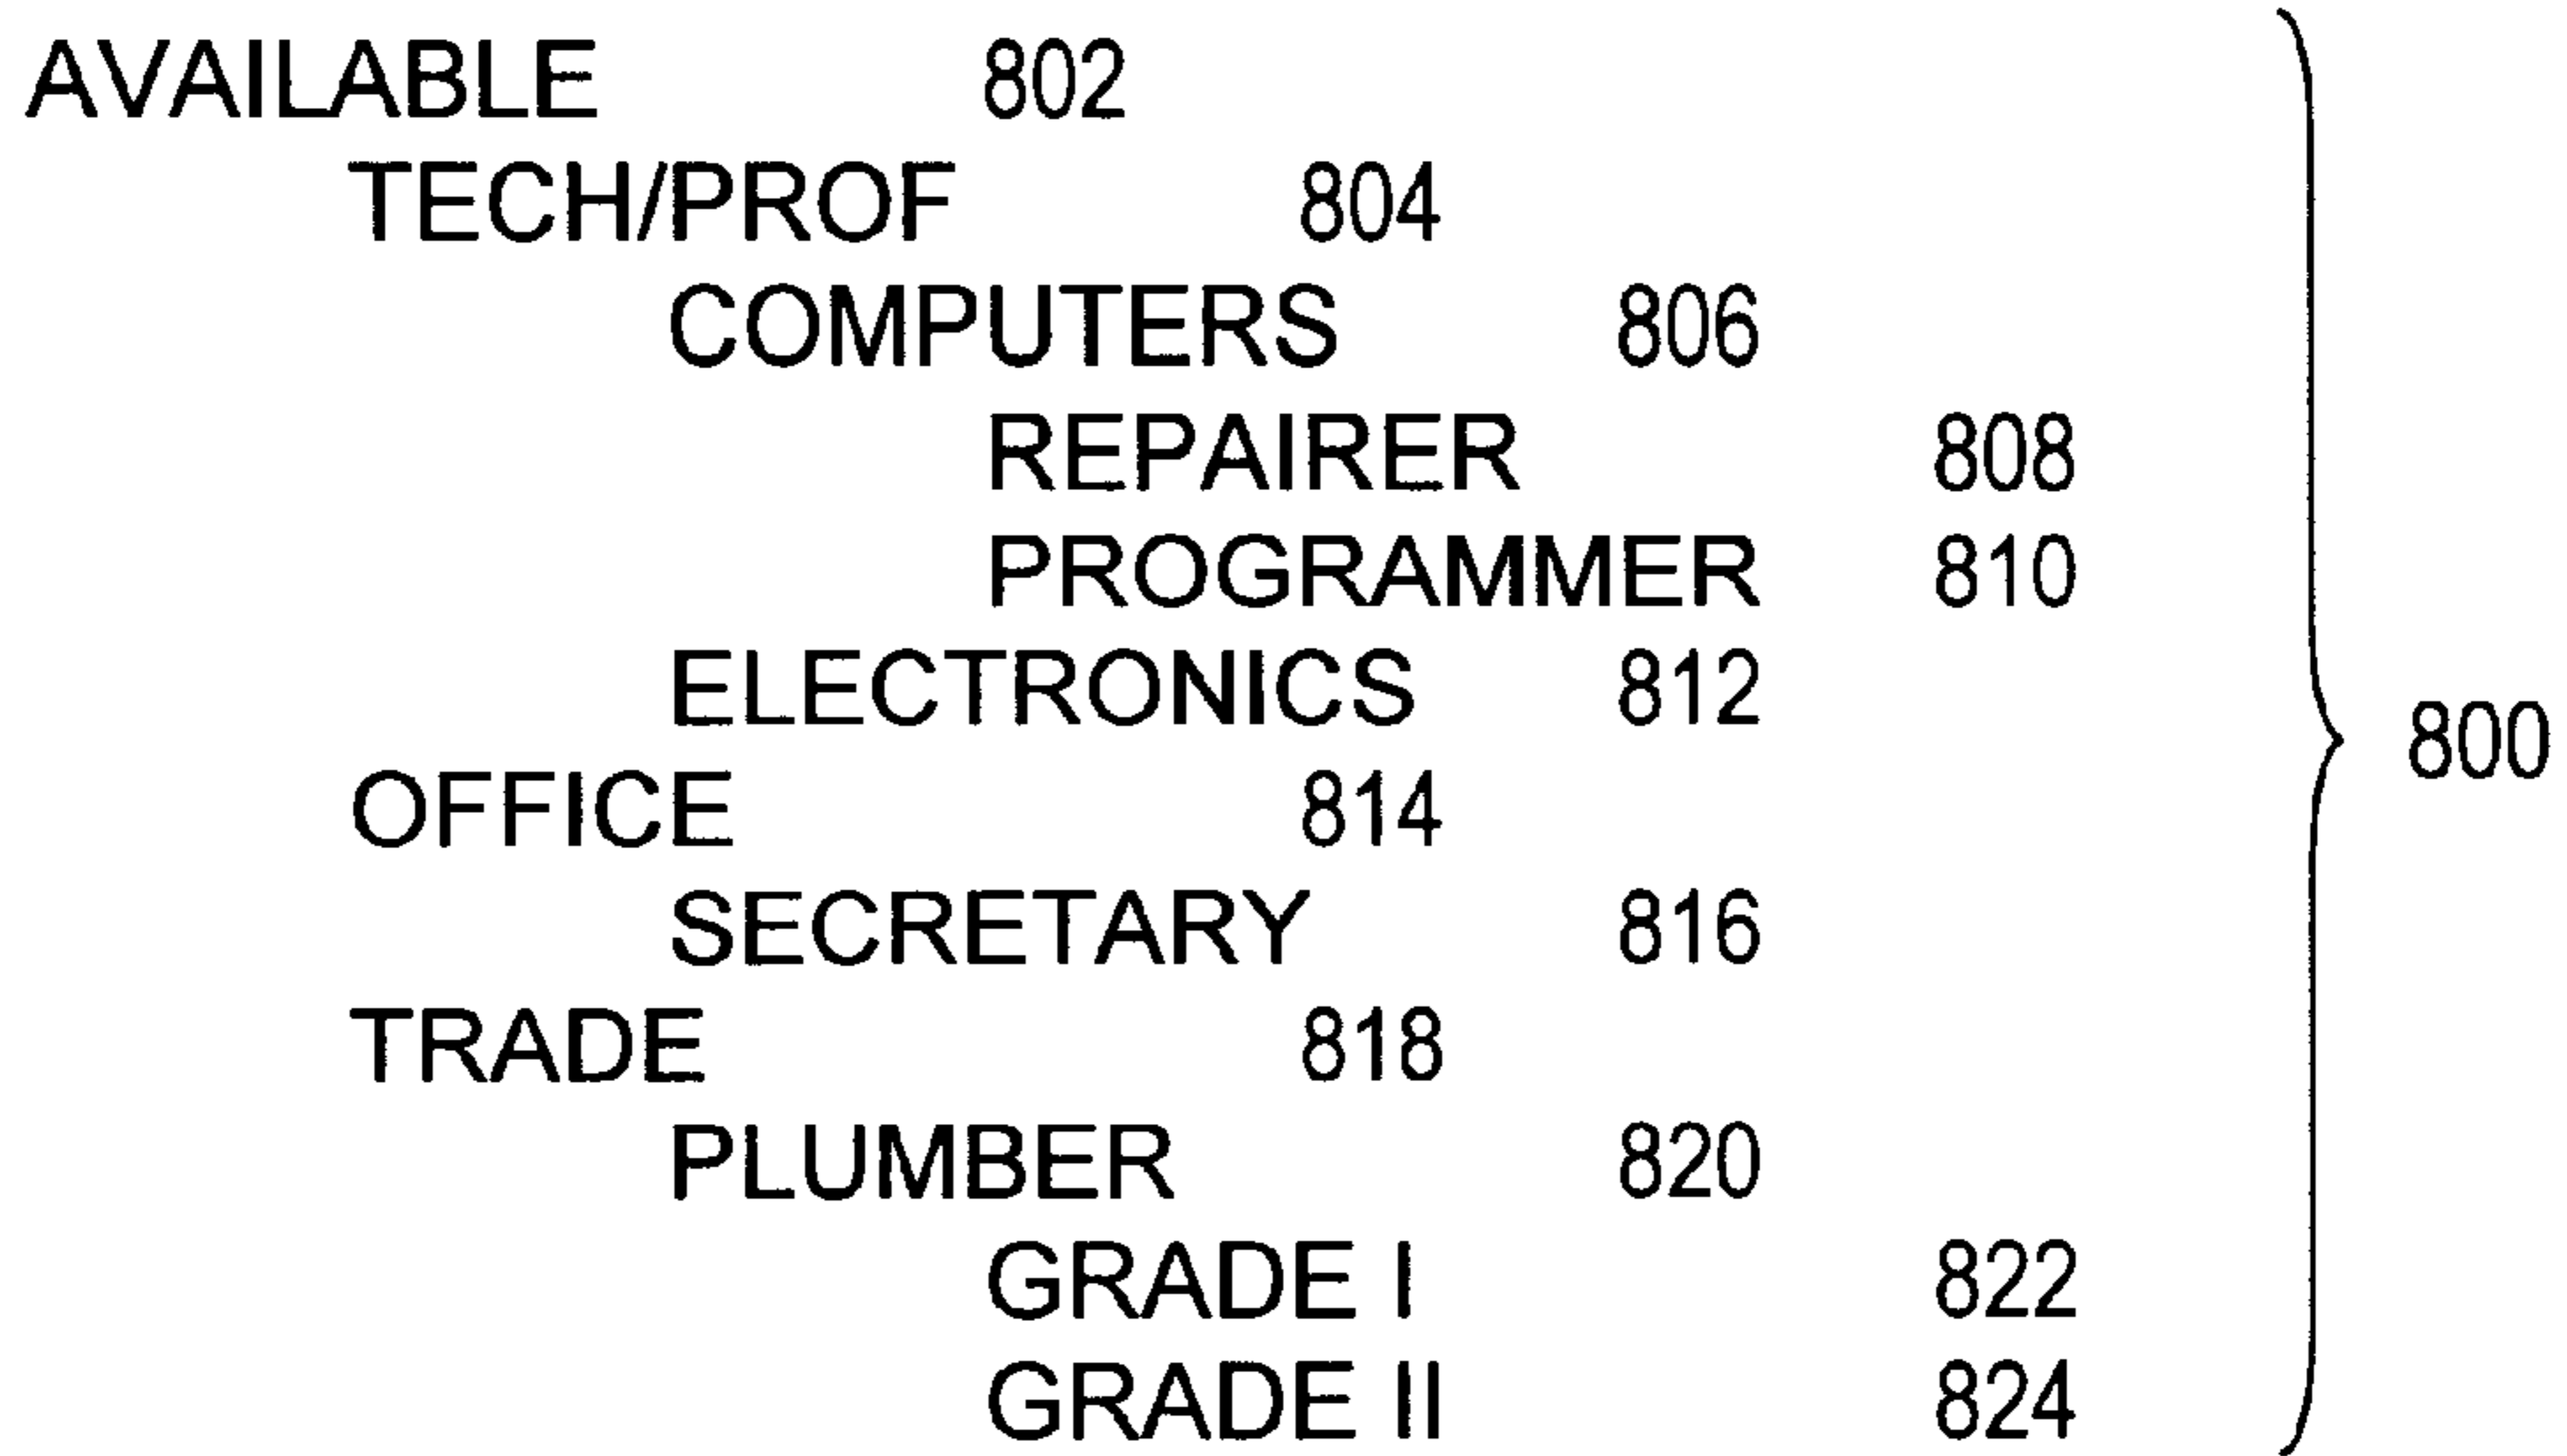 AVAILABLE 802
TECH/PROF 804
COMPUTERS 806
REPAIRER 808
PROGRAMMER 810
ELECTRONICS 812
800
OFFICE 814
SECRETARY 816
TRADE 818
PLUMBER 820
GRADE I 822
GRADE II 824